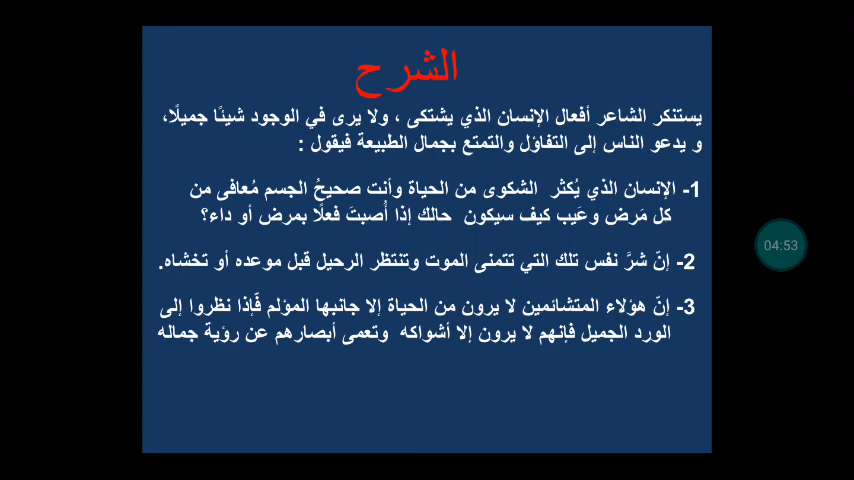 الشرح
يستنكر الشاعر أفعال الإنسان الذي يشتكى ، ولا يرى في الوجود شيئًا جميلًا،
و يدعو الناس إلى التفاؤل والتمتع بجمال الطبيعة فيقول :
1- الإنسان الذي يُكثر الشكوى من الحياة وأنت صحيحُ الجسم مُعافى من
كل مَرض وعَيب كيف سيكون حالك إذا أُصبتَ فعلًا بمرض أو داء؟
2- إنّ شرَّ نفس تلك التي تتمنى الموت وتنتظر الرحيل قبل موعده أو تخشاه.
3- إنّ هؤلاء المتشائمين لا يرون من الحياة إلا جانبها المؤلم فّإذا نظروا إلى
الورد الجميل فإنهم لا يرون إلا أشواكه وتعمى أبصارهم عن رؤية جماله
04:53